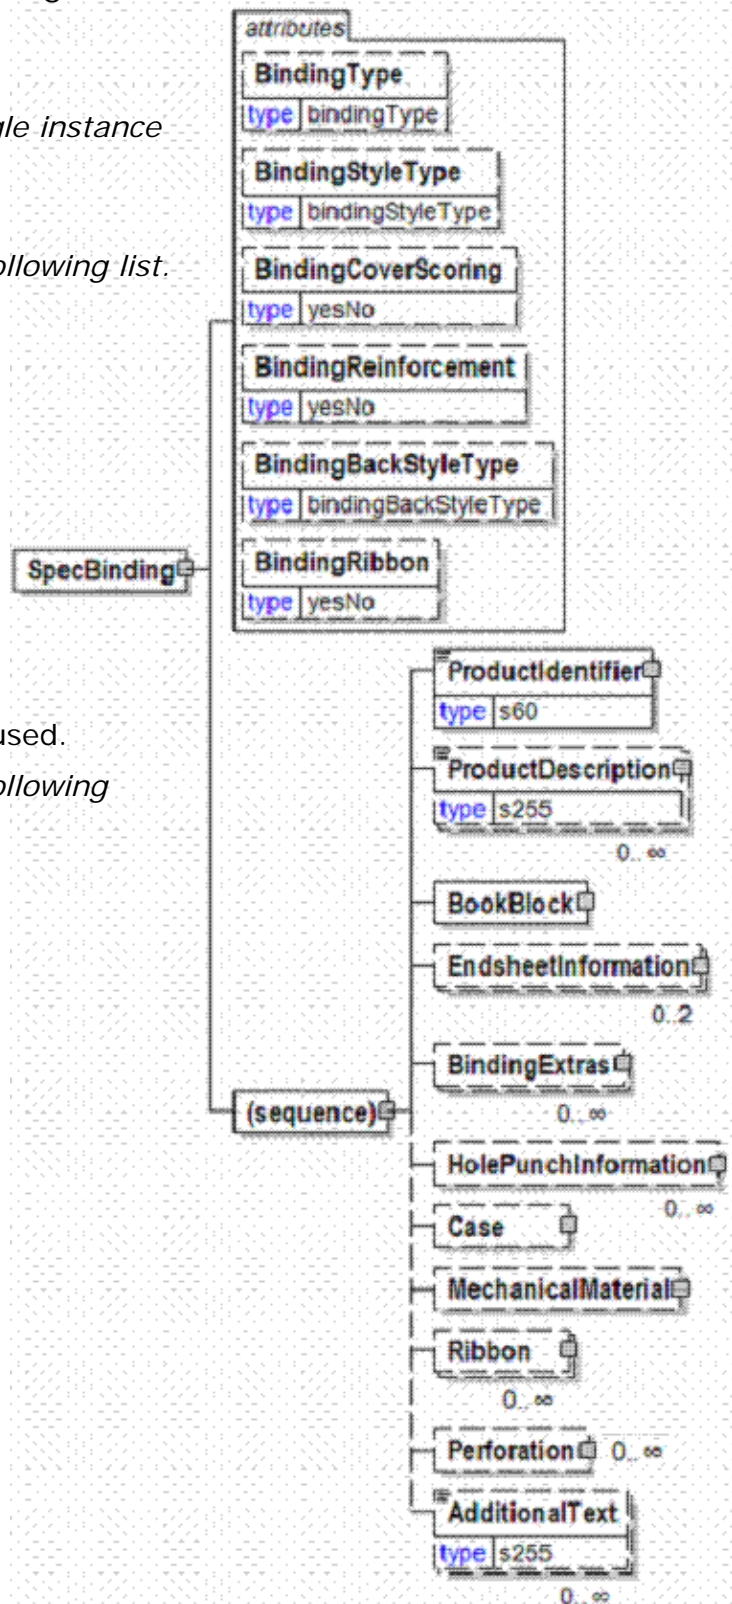 g
attributes
BindingType
type bindingType
gle instance
BindingStyleType
type bindingStyleType
ollowing list.
BindingCoverScoring
type yesNo
BindingReinforcement
type yesNo
BindingBackStyleType
type bindingBackStyleType
SpecBinding
BindingRibbon
type yesNo
ProductIdentifier
type s60
used.
ProductDescription
ollowing
type s255
0..∞
BookBlock
EndsheetInformation
0..2
BindingExtras
0..∞
(sequence)
HolePunchInformation
0..∞
Case
MechanicalMaterial
Ribbon
0..∞
Perforation 0..∞
AdditionalText
type s255
0..∞